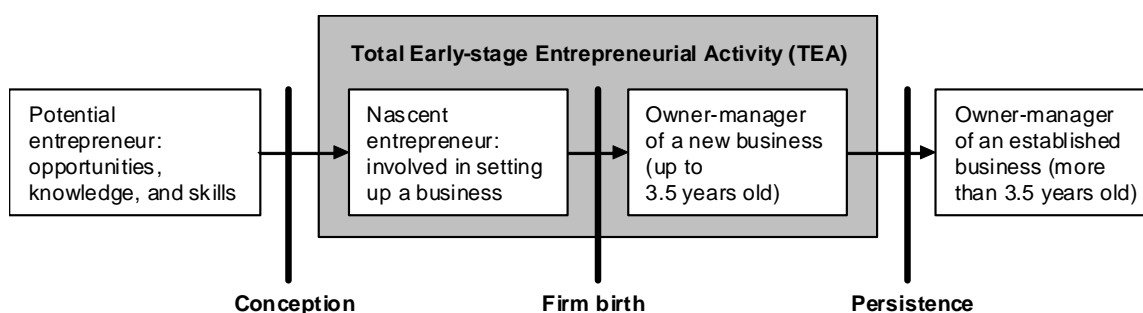 Total Early-stage Entrepreneurial Activity (TEA)
Potential
entrepreneur:
opportunities,
knowledge, and skills
Nascent
entrepreneur:
involved in setting
up a business
Owner-manager
of a new business
(up to
3.5 years old)
Owner-manager
of an established
business (more
than 3.5 years old)
Conception
Firm birth
Persistence